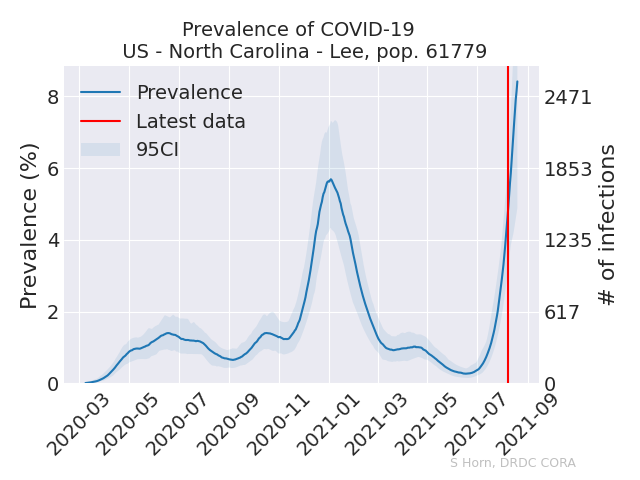 Prevalence of COVID-19
US - North Carolina - Lee, pop. 61779
Prevalence
Latest data
95CI
Prevalence (%)
8
6
4
2
0
2471
1853
1235
617
0
# of infections
2020-03
2020-05
2020-07
2020-09
2020-11
2021-01
2021-03
2021-05
2021-07
2021-09
S Horn, DRDC CORA